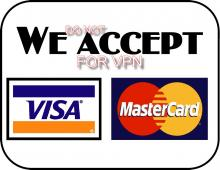 DO NOT
WE ACCEPT
FOR VPN
VISA
MasterCard